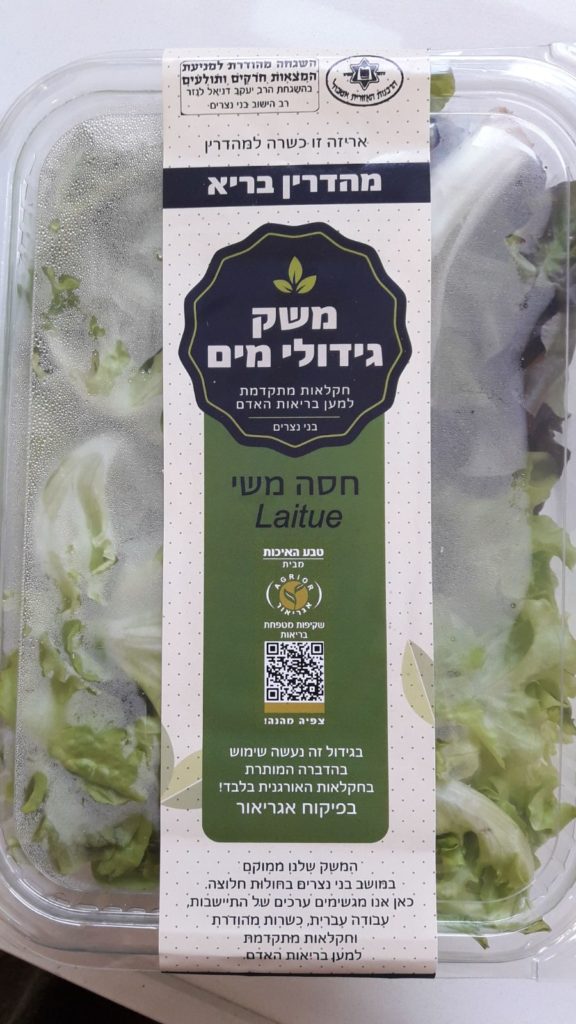 השגחה מהודרת למניעת
המצאות חרקים ותולעים
בהשגחת הרב יעקב דניאל לנזר
רב הישוב בני נצרים.
אריזה זו כשרה למהדרין
מהדרין בריא
משק
גידולי מים
חקלאות מתקדמת
למען בריאות האדם
בני נצרים
חסה משי
Laitue
טבע האיכות
מבית
AGRIOR
אגריאור
שקיפות מטפחת
בריאות
צפיה מהנה!
בגידול זה נעשה שימוש
בהדברה המותרת
בחקלאות האורגנית בלבד!
בפיקוח אגריאור
המשק שלנו ממוקם
במושב בני נצרים בחולות חלוצה.
כאן אנו מגשימים ערכים של התיישבות,
עבודה עברית, כשרות מהודרת
וחקלאות מתקדמת
למען בריאות האדם.